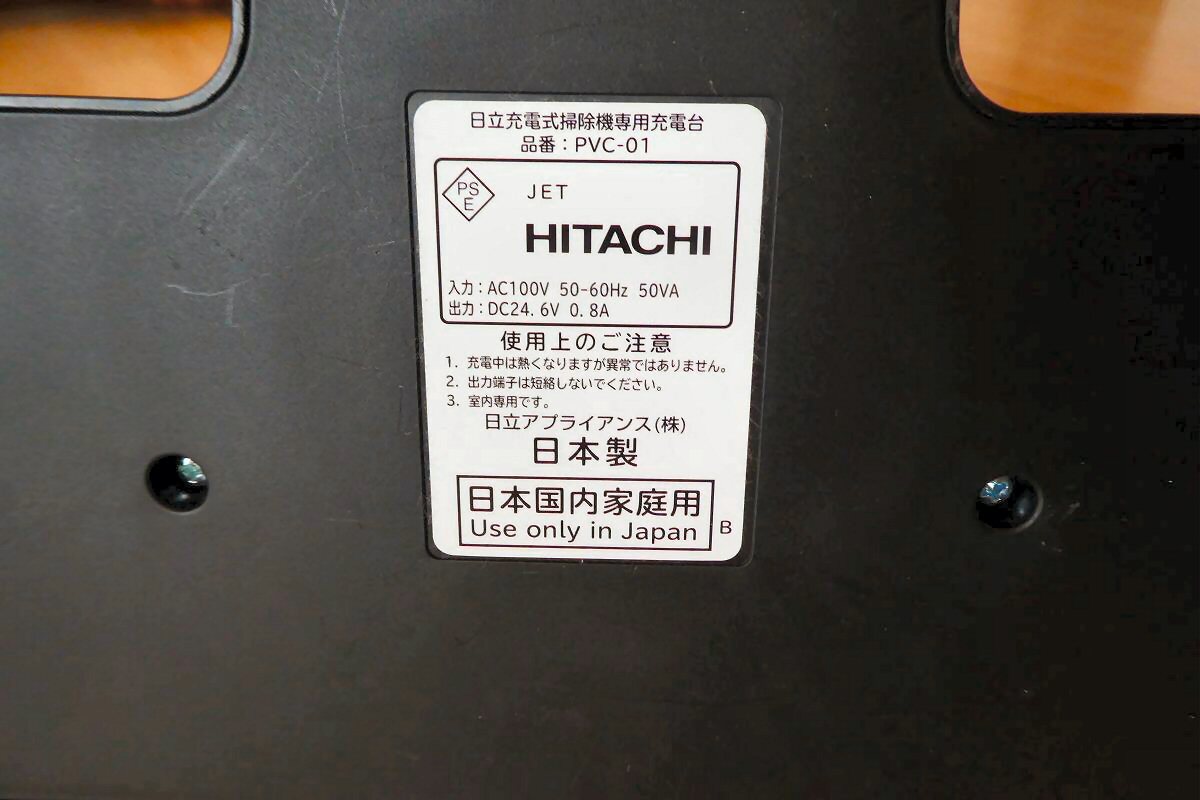 日立充電式掃除機専用充電台
品番：PVC-01
PS
E
JET
HITACHI
入力：AC100V 50-60Hz 50VA
出力：DC24.6V 0.8A
使用上のご注意
1. 充電中は熱くなりますが異常ではありません。
2. 出力端子は短絡しないでください。
3. 室内専用です。
日立アプライアンス(株)
日本製
日本国内家庭用
Use only in Japan
B